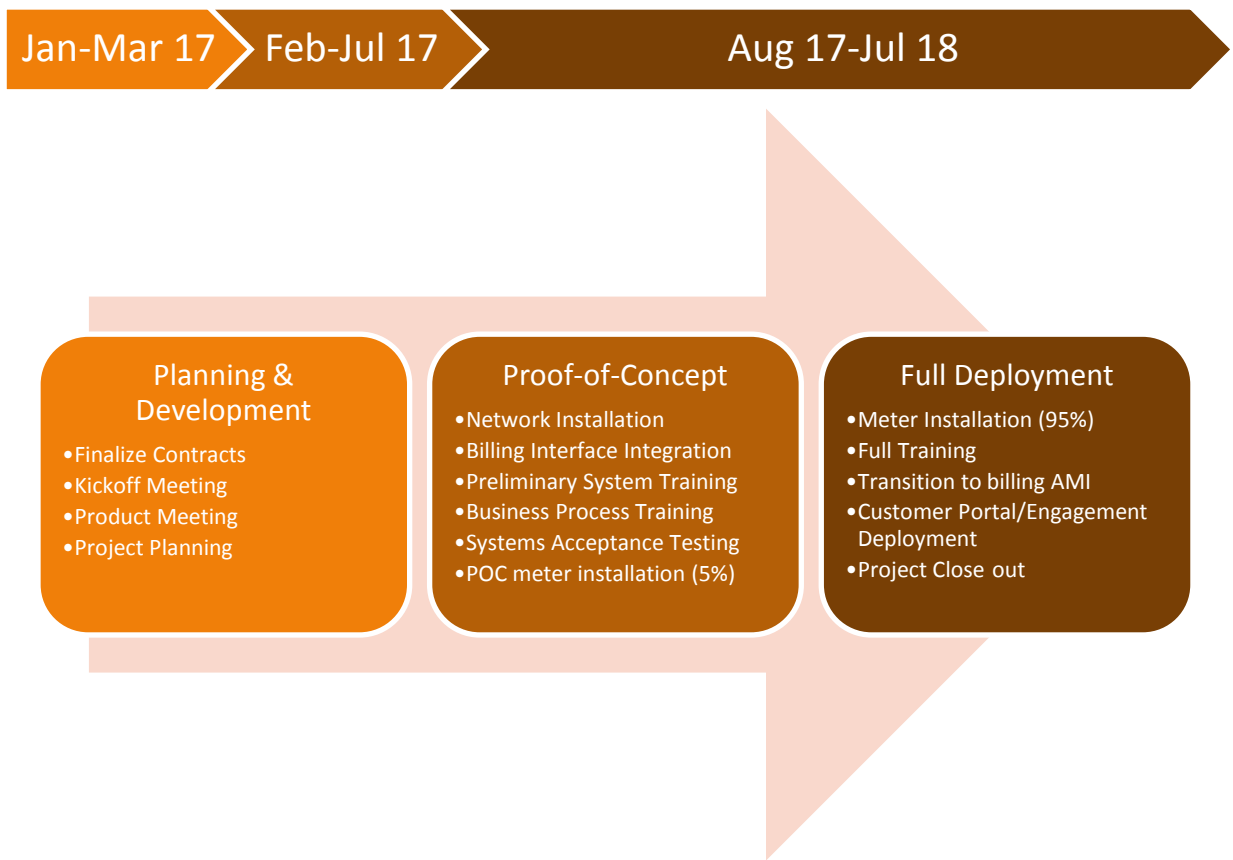 Jan-Mar 17
Feb-Jul 17
Aug 17-Jul 18
Planning &
Development
•Finalize Contracts
•Kickoff Meeting
•Product Meeting
•Project Planning
Proof-of-Concept
•Network Installation
•Billing Interface Integration
•Preliminary System Training
•Business Process Training
•Systems Acceptance Testing
•POC meter installation (5%)
Full Deployment
•Meter Installation (95%)
•Full Training
•Transition to billing AMI
•Customer Portal/Engagement
Deployment
•Project Close out